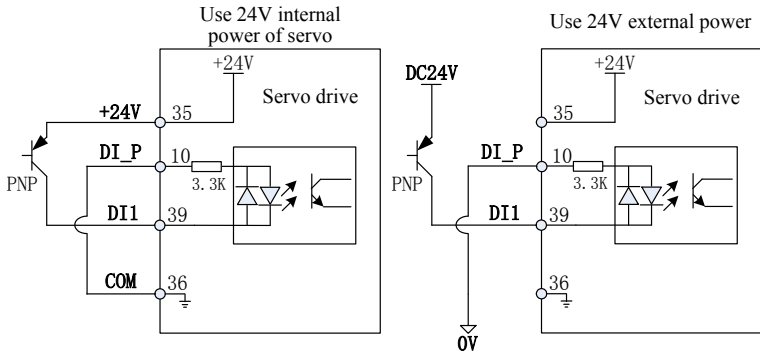 Use 24V internal
power of servo
+24V
Servo drive
+24V
35
DI_P
10
3.3K
PNP
DI1
39
COM
36
Use 24V external power
DC24V
+24V
Servo drive
35
DI_P
10
3.3K
PNP
DI1
39
36
0V